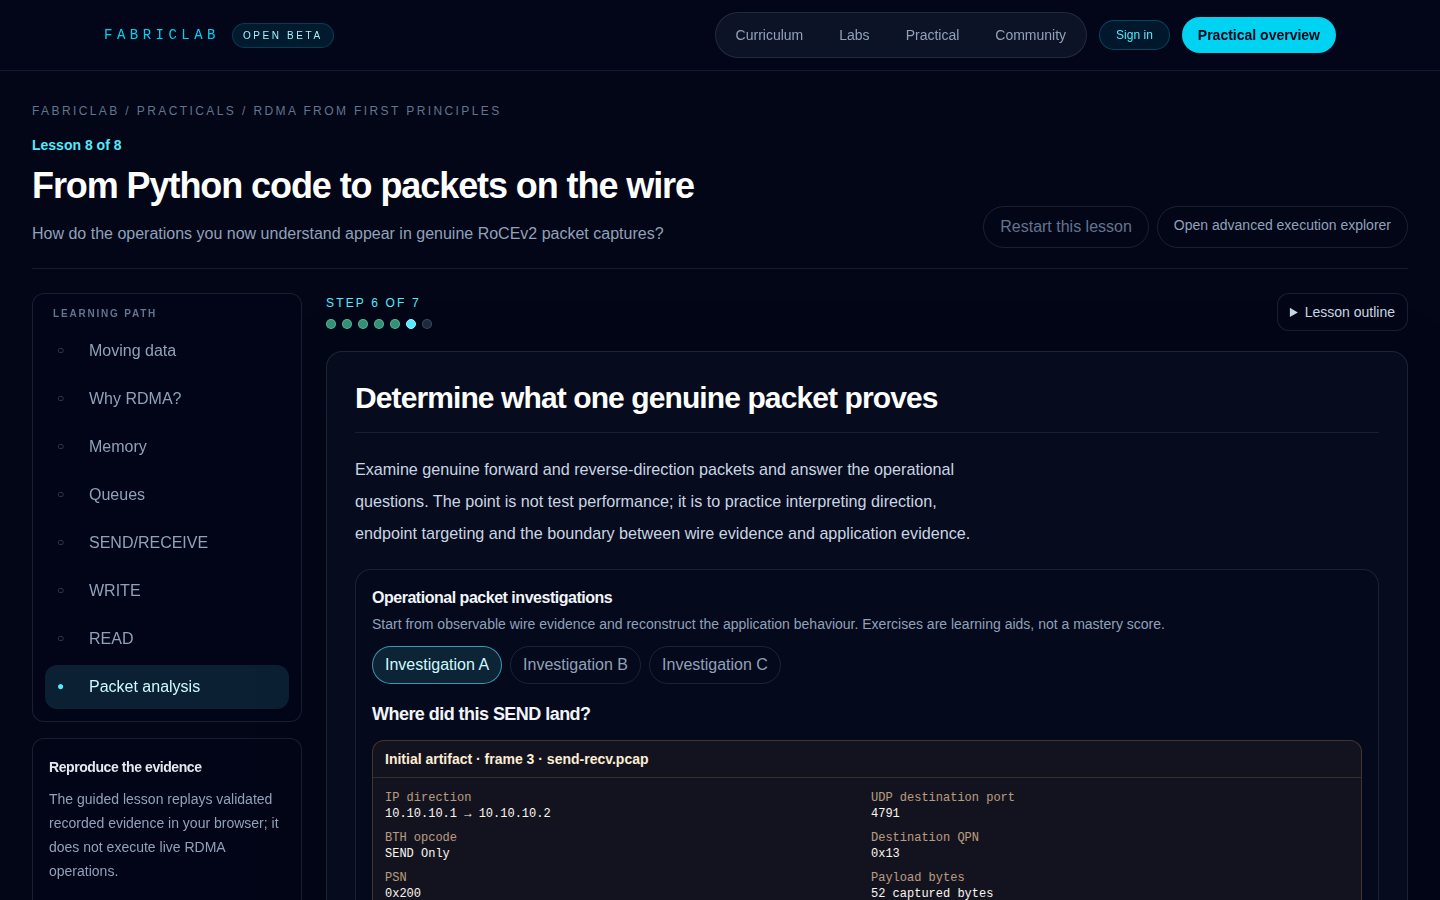 FABRICLAB
OPEN BETA
Curriculum
Labs
Practical
Community
Sign in
Practical overview
FABRICLAB / PRACTICALS / RDMA FROM FIRST PRINCIPLES
Lesson 8 of 8
From Python code to packets on the wire
How do the operations you now understand appear in genuine RoCEv2 packet captures?
Restart this lesson
Open advanced execution explorer
LEARNING PATH
Moving data
Why RDMA?
Memory
Queues
SEND/RECEIVE
WRITE
READ
Packet analysis
Reproduce the evidence
The guided lesson replays validated
recorded evidence in your browser; it
does not execute live RDMA
operations.
STEP 6 OF 7
Lesson outline
Determine what one genuine packet proves
Examine genuine forward and reverse-direction packets and answer the operational
questions. The point is not test performance; it is to practice interpreting direction,
endpoint targeting and the boundary between wire evidence and application evidence.
Operational packet investigations
Start from observable wire evidence and reconstruct the application behaviour. Exercises are learning aids, not a mastery score.
Investigation A
Investigation B
Investigation C
Where did this SEND land?
Initial artifact · frame 3 · send-recv.pcap
IP direction
10.10.10.1 → 10.10.10.2
UDP destination port
4791
BTH opcode
SEND Only
Destination QPN
0x13
PSN
0x200
Payload bytes
52 captured bytes